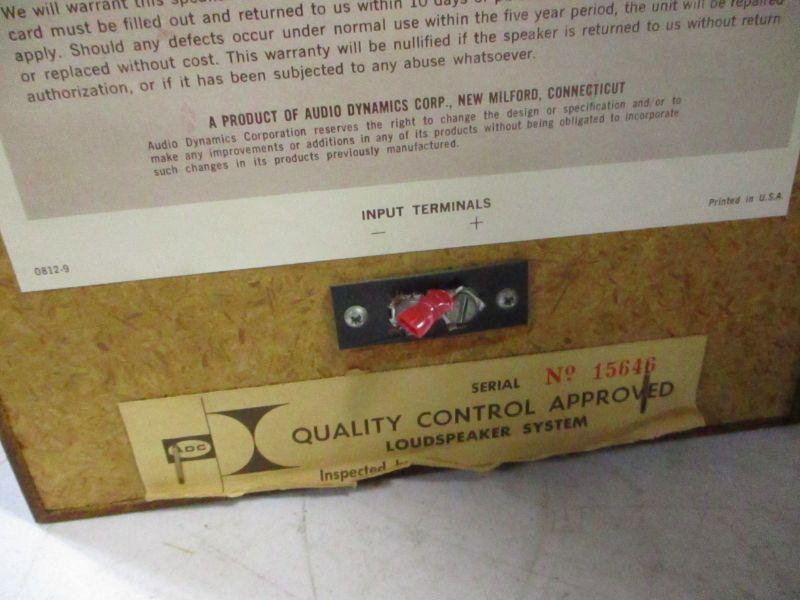 We will warrant this
card must be filled out and returned to us within 10 days
apply. Should any defects occur under normal use within the five year period, the unit will be repaired
or replaced without cost. This warranty will be nullified if the speaker is returned to us without return
authorization, or if it has been subjected to any abuse whatsoever.
A PRODUCT OF AUDIO DYNAMICS CORP., NEW MILFORD, CONNECTICUT
Audio Dynamics Corporation reserves the right to change the design or specification and/or to
make any improvements or additions in any of its products without being obligated to incorporate
such changes in its products previously manufactured.
INPUT TERMINALS
— +
Printed in U.S.A.
0812-9
SERIAL Nº 15646
ADC QUALITY CONTROL APPROVED
LOUDSPEAKER SYSTEM
Inspected